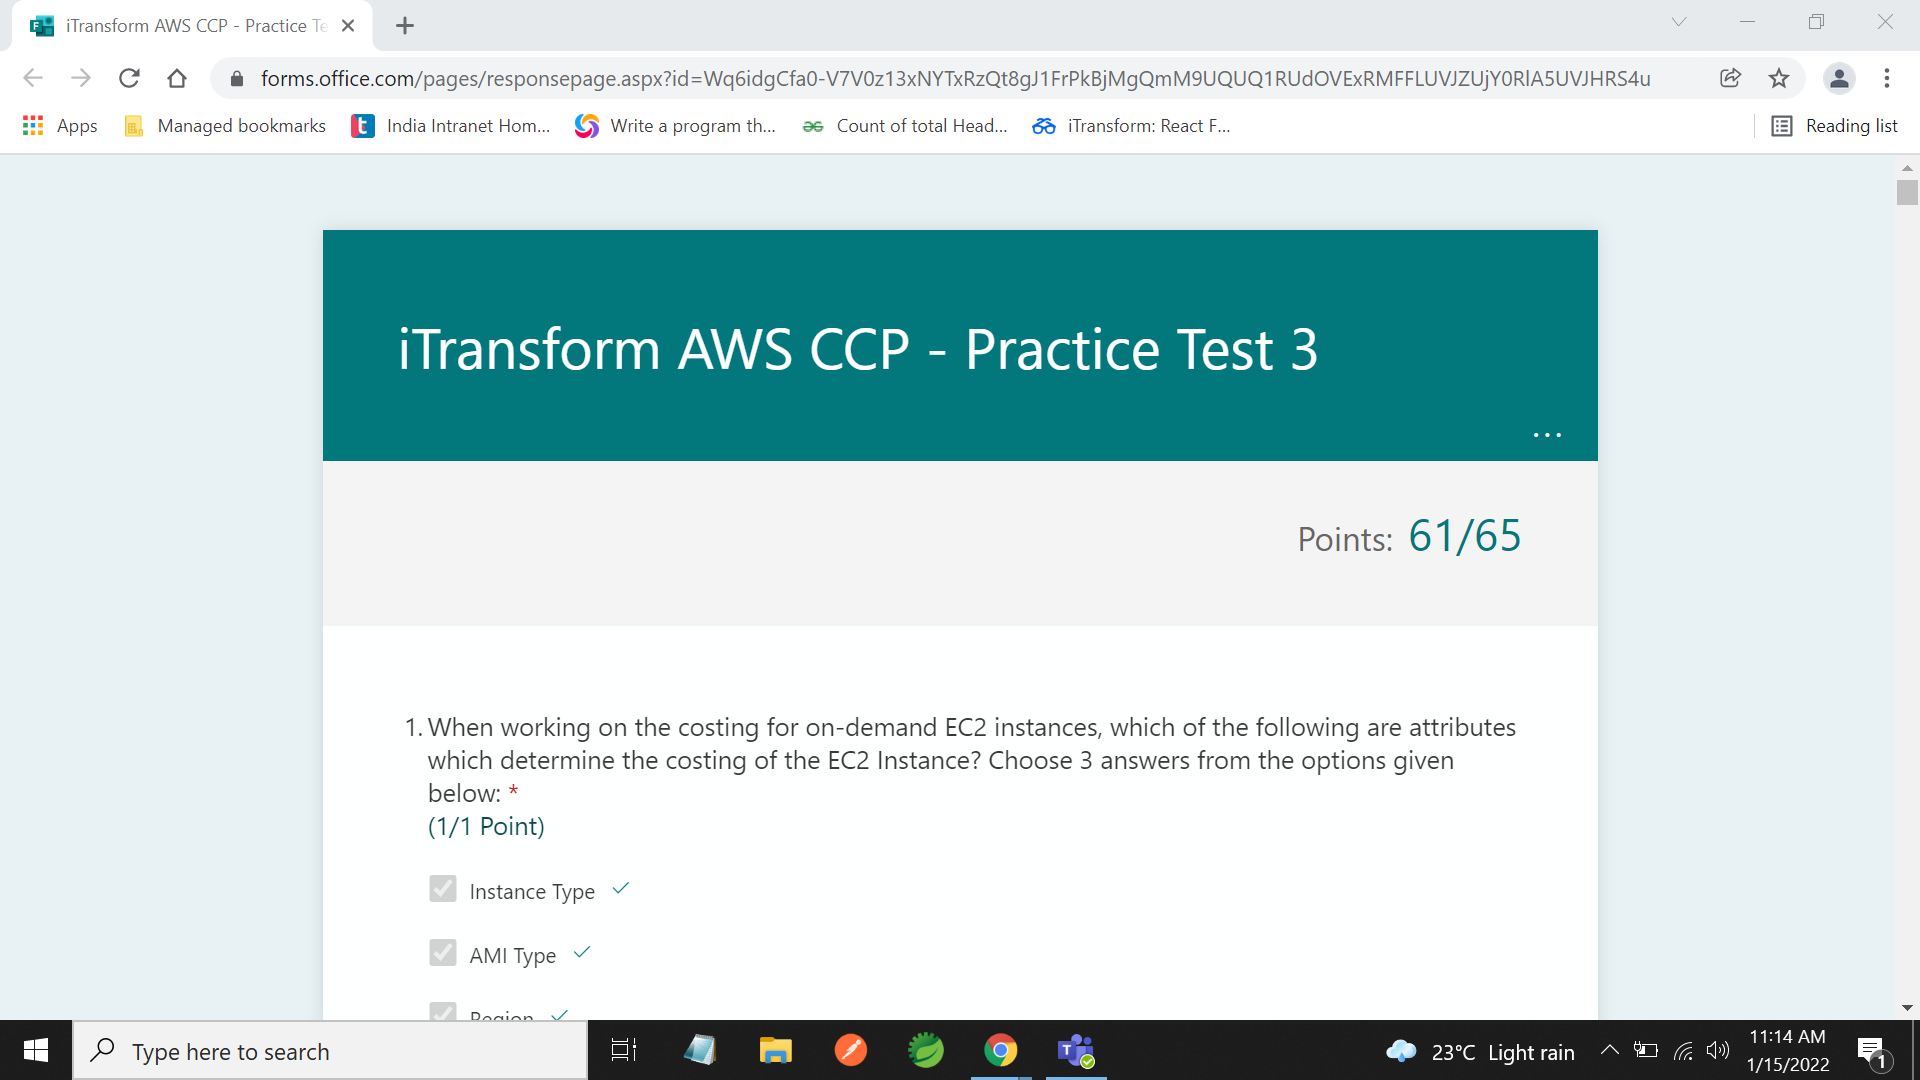 iTransform AWS CCP - Practice Te
forms.office.com/pages/responsepage.aspx?id=Wq6idgCfa0-V7V0z13xNYTxRzQt8gJ1FrPkBjMgQmM9UQUQ1RUdOVExRMFFLUVJZUjY0RlA5UVJHRS4u
Apps
Managed bookmarks
India Intranet Hom...
Write a program th...
Count of total Head...
iTransform: React F...
Reading list
iTransform AWS CCP - Practice Test 3
...
Points: 61/65
1. When working on the costing for on-demand EC2 instances, which of the following are attributes
which determine the costing of the EC2 Instance? Choose 3 answers from the options given
below: *
(1/1 Point)
Instance Type
AMI Type
Region
Type here to search
23°C Light rain
11:14 AM
1/15/2022
1